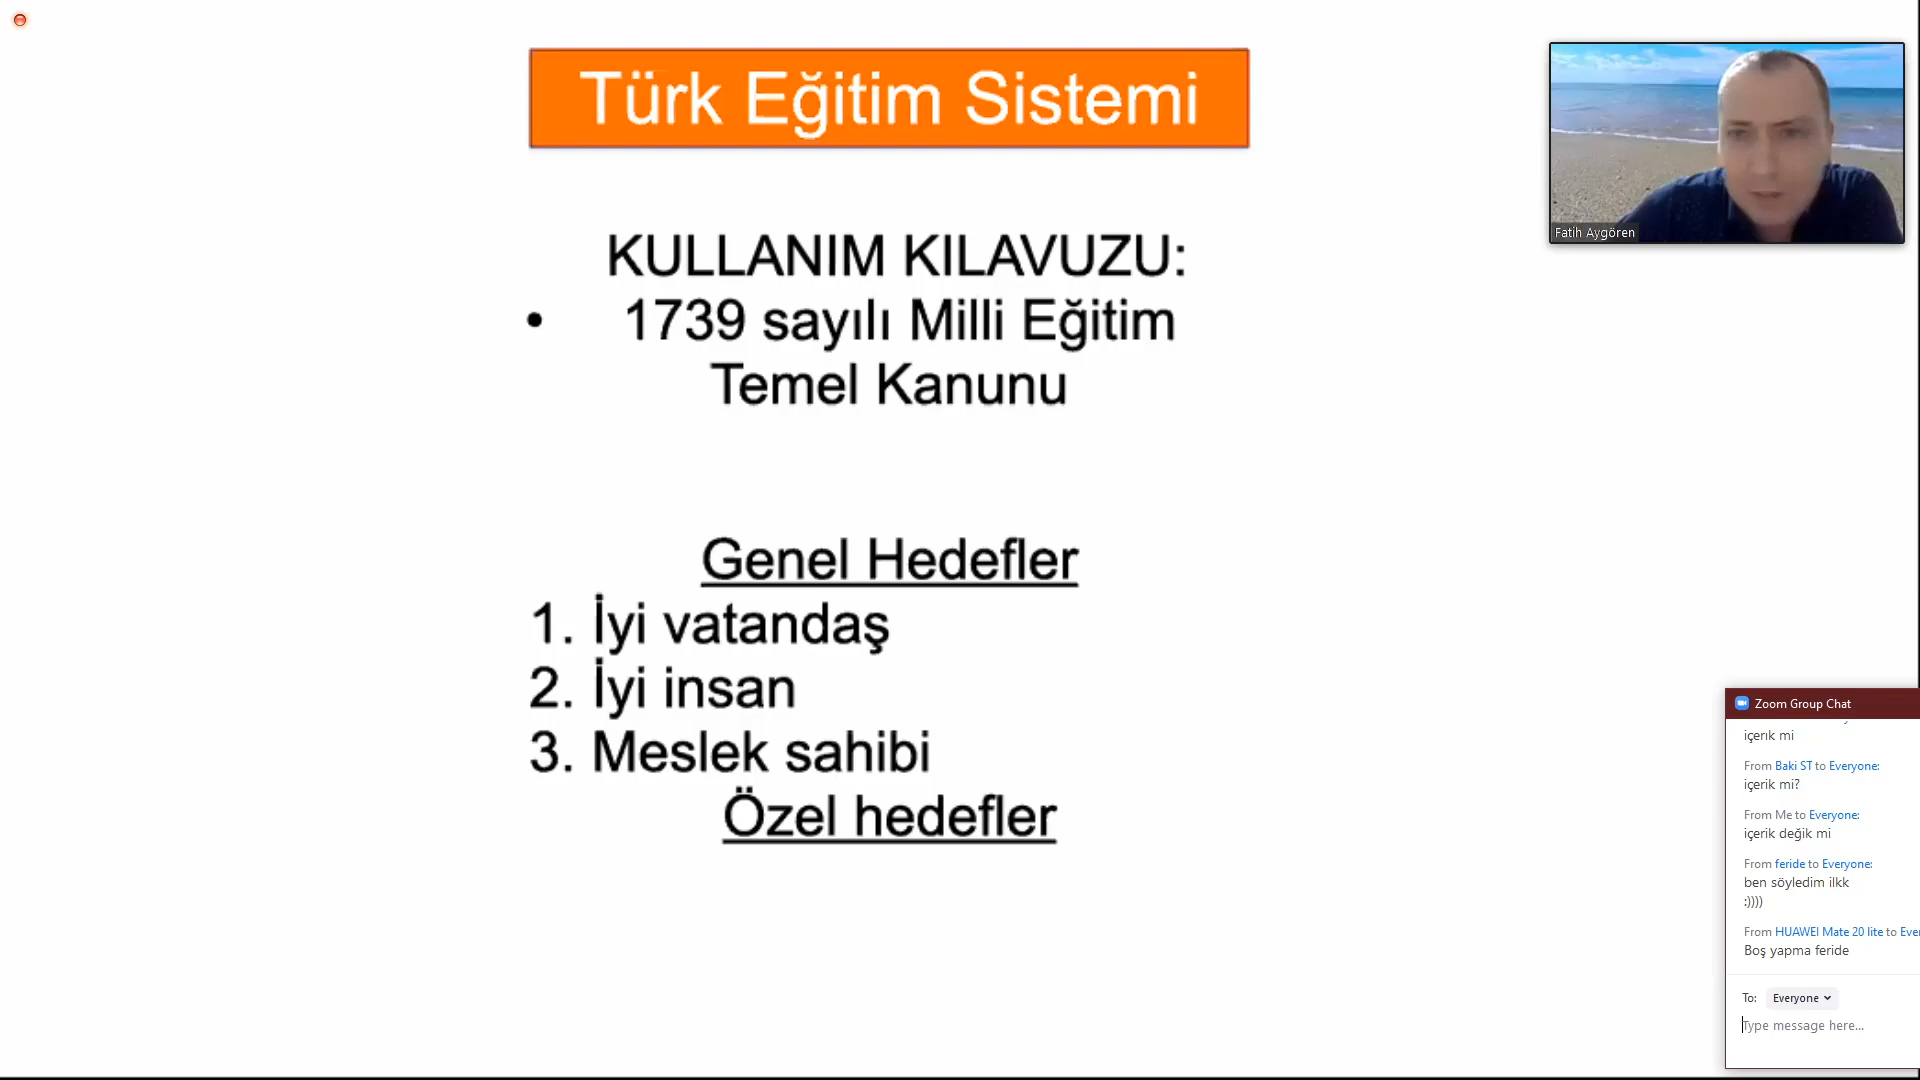 Türk Eğitim Sistemi
KULLANIM KILAVUZU:
• 1739 sayılı Milli Eğitim
Temel Kanunu
Genel Hedefler
1. İyi vatandaş
2. İyi insan
3. Meslek sahibi
Özel hedefler
Fatih Aygören
Zoom Group Chat
içerik mi
From Baki ST to Everyone:
içerik mi?
From Me to Everyone:
içerik değik mi
From feride to Everyone:
ben söyledim ilkk
:))))
From HUAWEI Mate 20 lite to Ever
Boş yapma feride
To: Everyone
Type message here...